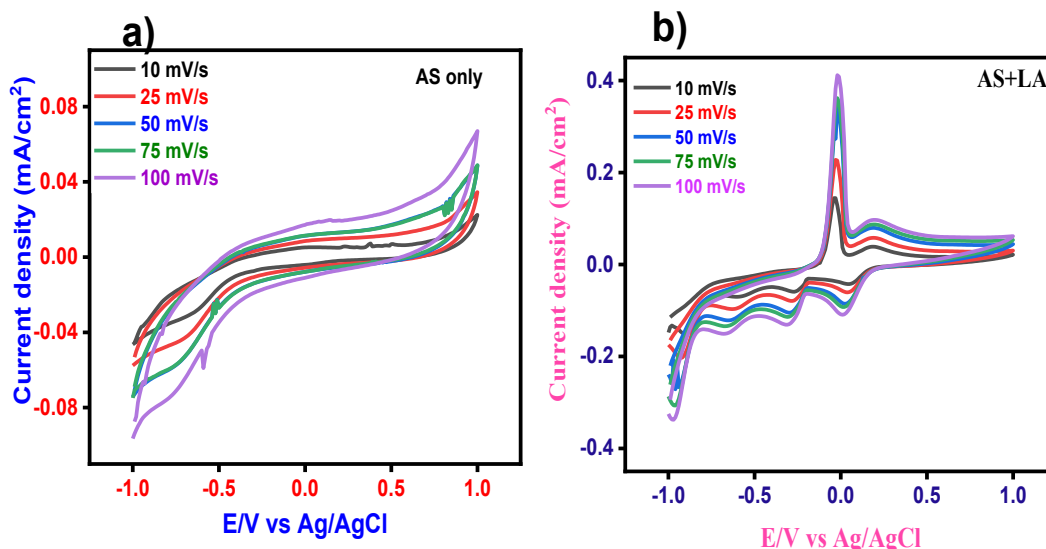 a)
AS only
10 mV/s
25 mV/s
50 mV/s
75 mV/s
100 mV/s
0.08
0.04
0.00
-0.04
-0.08
Current density (mA/cm²)
-1.0 -0.5 0.0 0.5 1.0
E/V vs Ag/AgCl
b)
AS+LA
10 mV/s
25 mV/s
50 mV/s
75 mV/s
100 mV/s
0.4
0.2
0.0
-0.2
-0.4
Current density (mA/cm²)
-1.0 -0.5 0.0 0.5 1.0
E/V vs Ag/AgCl